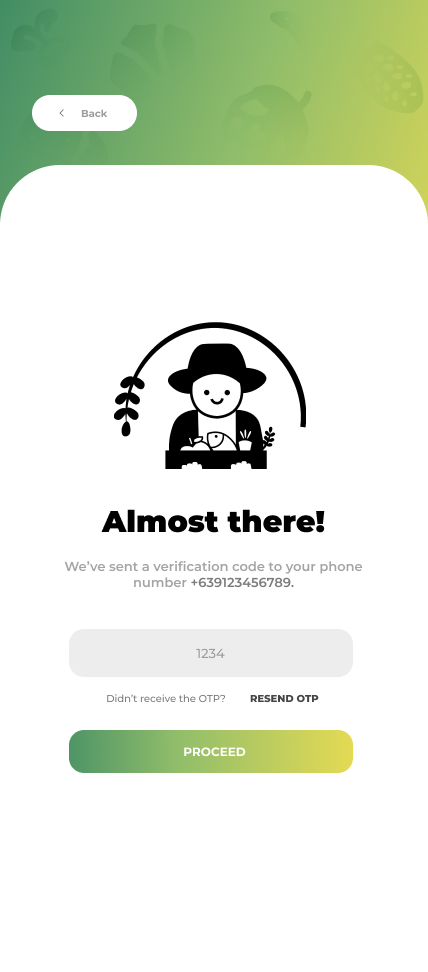 Back
Almost there!
We've sent a verification code to your phone
number +639123456789.
1234
Didn't receive the OTP? RESEND OTP
PROCEED